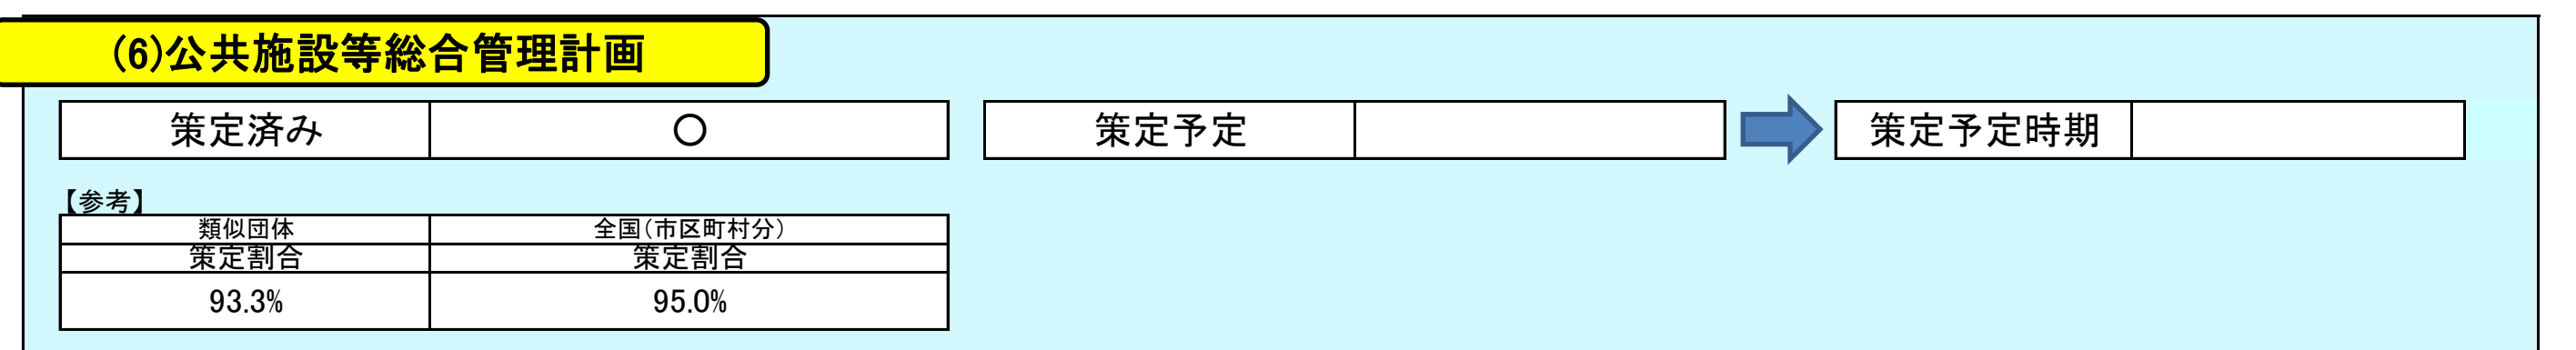 (6)公共施設等総合管理計画
策定済み ○ 策定予定 策定予定時期
【参考】
類似団体 全国(市区町村分)
策定割合 策定割合
93.3% 95.0%